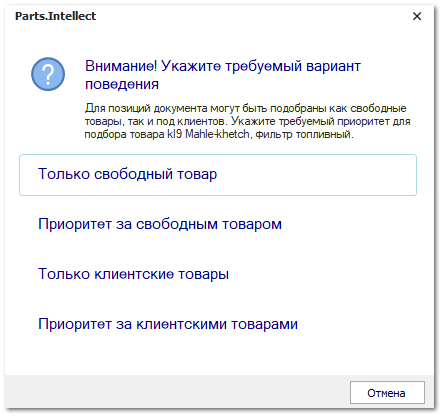 Parts.Intellect
Внимание! Укажите требуемый вариант
поведения
Для позиций документа могут быть подобраны как свободные
товары, так и под клиентов. Укажите требуемый приоритет для
подбора товара kl9 Mahle-khetch, фильтр топливный.
Только свободный товар
Приоритет за свободным товаром
Только клиентские товары
Приоритет за клиентскими товарами
Отмена